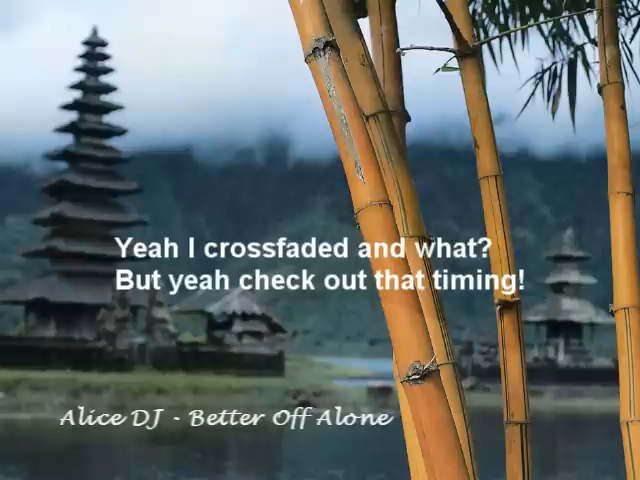 Yeah I crossfaded and what?
But yeah check out that timing!
Alice DJ - Better Off Alone